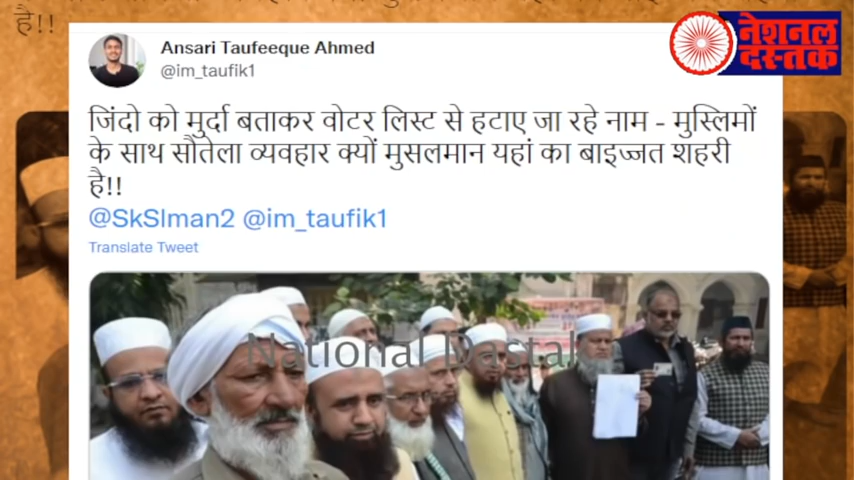 है!!
नेशनल
दस्तक
Ansari Taufeeque Ahmed
@im_taufik1
जिंदो को मुर्दा बताकर वोटर लिस्ट से हटाए जा रहे नाम - मुस्लिमों
के साथ सौतेला व्यवहार क्यों मुसलमान यहां का बाइज्जत शहरी
है!!
@SkSlman2 @im_taufik1
Translate Tweet
National Dastak